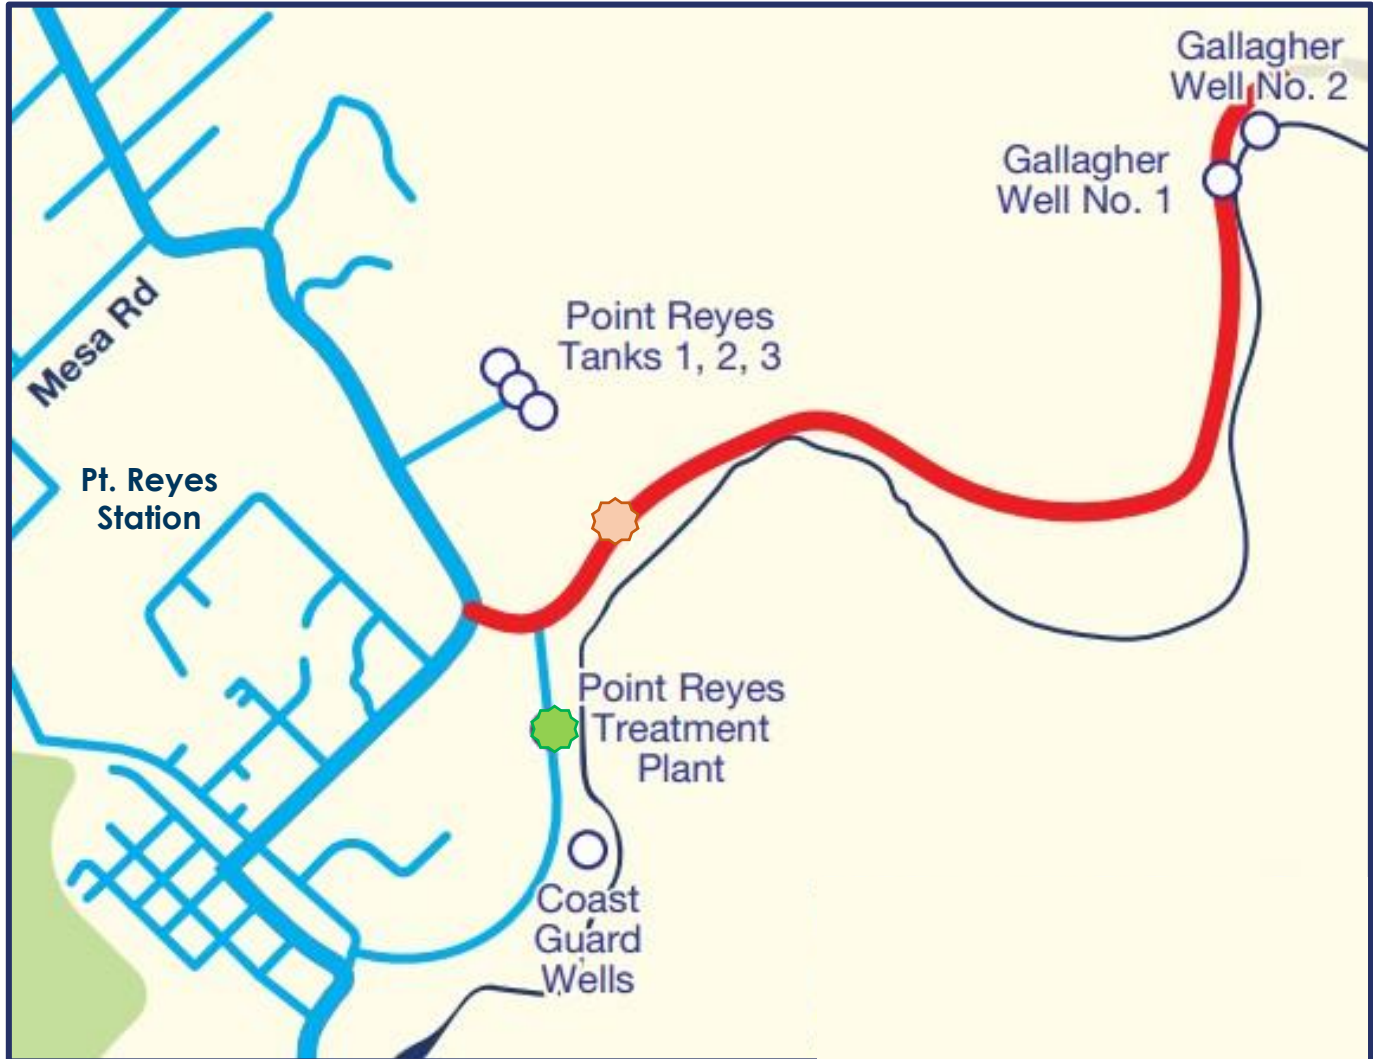 Gallagher
Well No. 2
Gallagher
Well No. 1
Mesa Rd
Point Reyes
Tanks 1, 2, 3
Pt. Reyes
Station
Point Reyes
Treatment
Plant
Coast
Guard
Wells